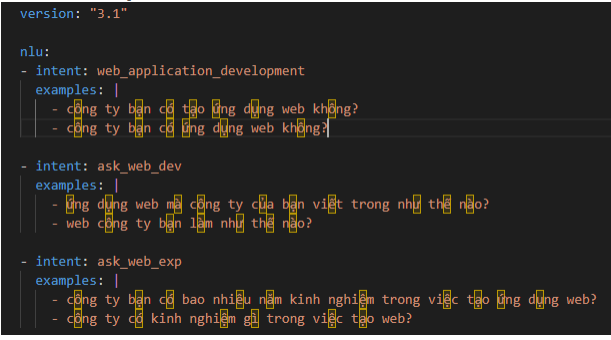 version: "3.1"
nlu:
- intent: web_application_development
examples: |
- công ty bạn có tạo ứng dụng web không?
- công ty bạn có ứng dụng web không?
- intent: ask_web_dev
examples: |
- ứng dụng web mà công ty của bạn viết trong như thế nào?
- web công ty bạn làm như thế nào?
- intent: ask_web_exp
examples: |
- công ty bạn có bao nhiêu năm kinh nghiệm trong việc tạo ứng dụng web?
- công ty có kinh nghiệm gì trong việc tạo web?